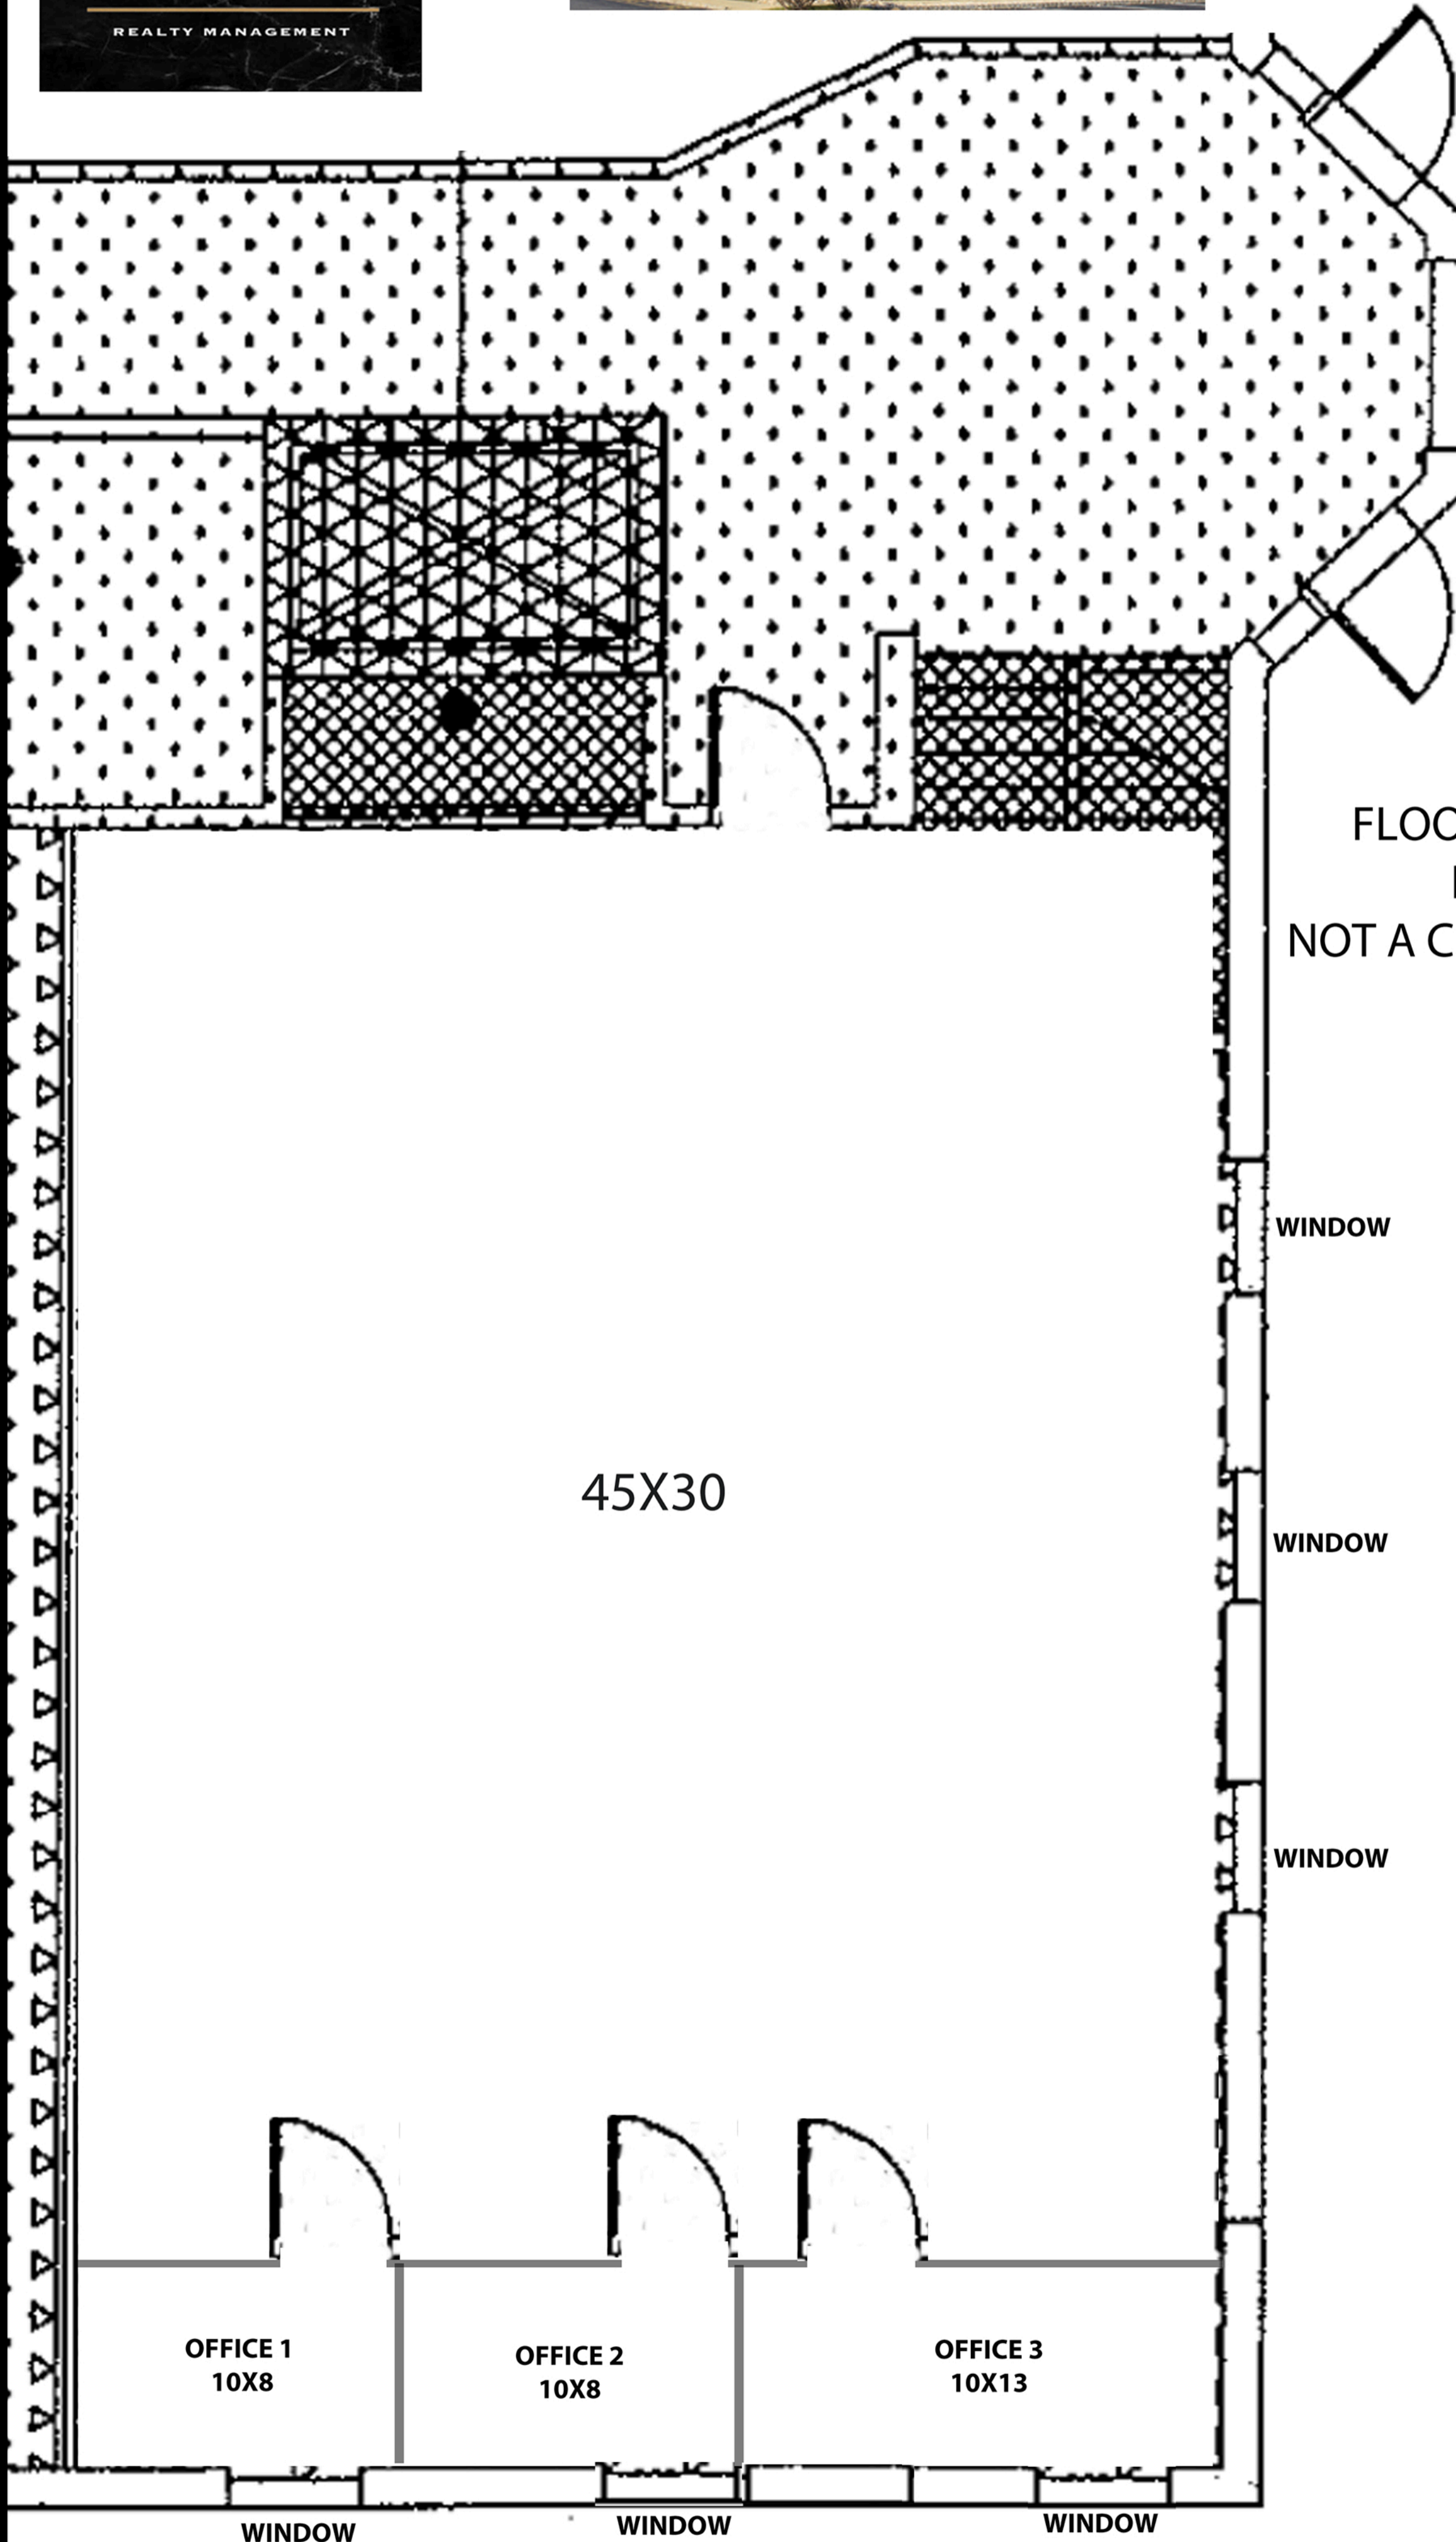 REALTY MANAGEMENT
FLOO
NOT A C
WINDOW
45X30
WINDOW
WINDOW
OFFICE 1
10X8
OFFICE 2
10X8
OFFICE 3
10X13
WINDOW
WINDOW
WINDOW